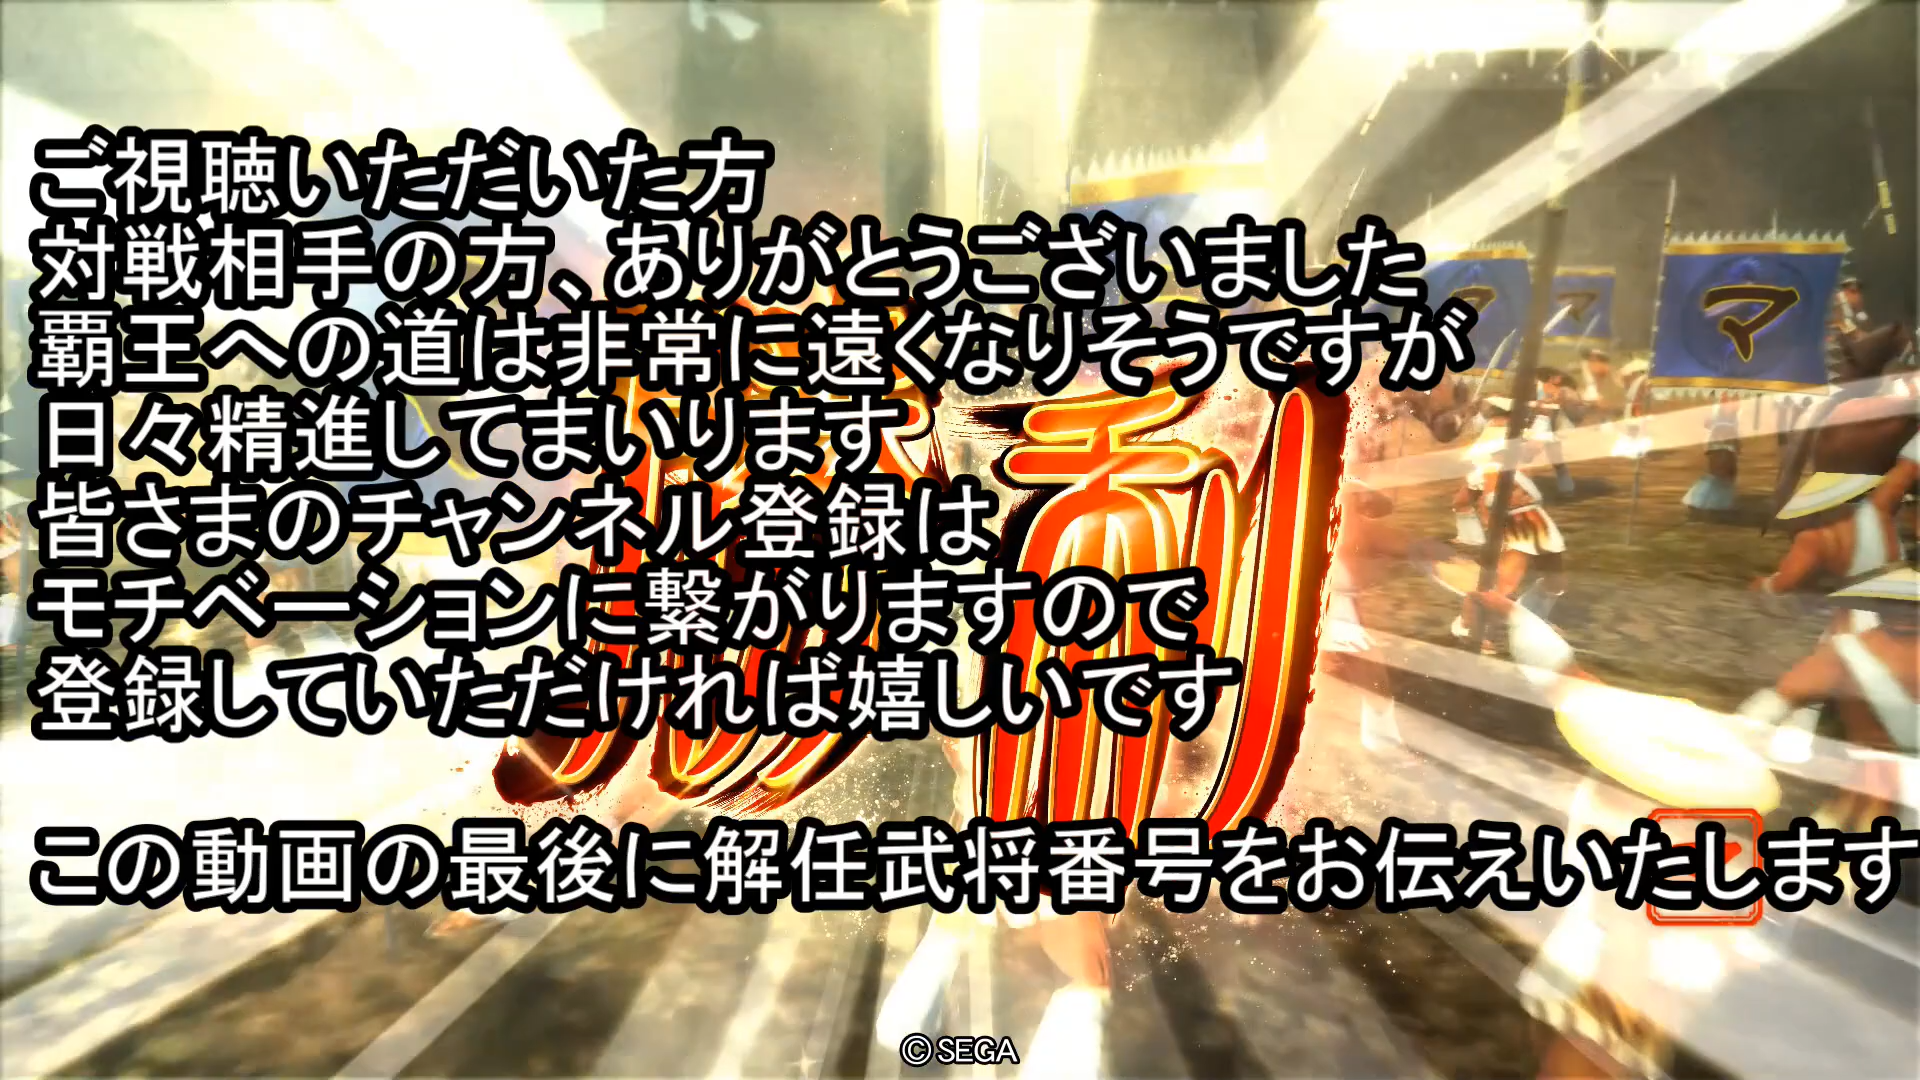 ご視聴いただいた方
対戦相手の方、ありがとうございました
覇王への道は非常に遠くなりそうですが
日々精進してまいります
皆さまのチャンネル登録は
モチベーションに繋がりますので
登録していただければ嬉しいです
この動画の最後に解任武将番号をお伝えいたします
勝利
マ
マ
マ
©SEGA